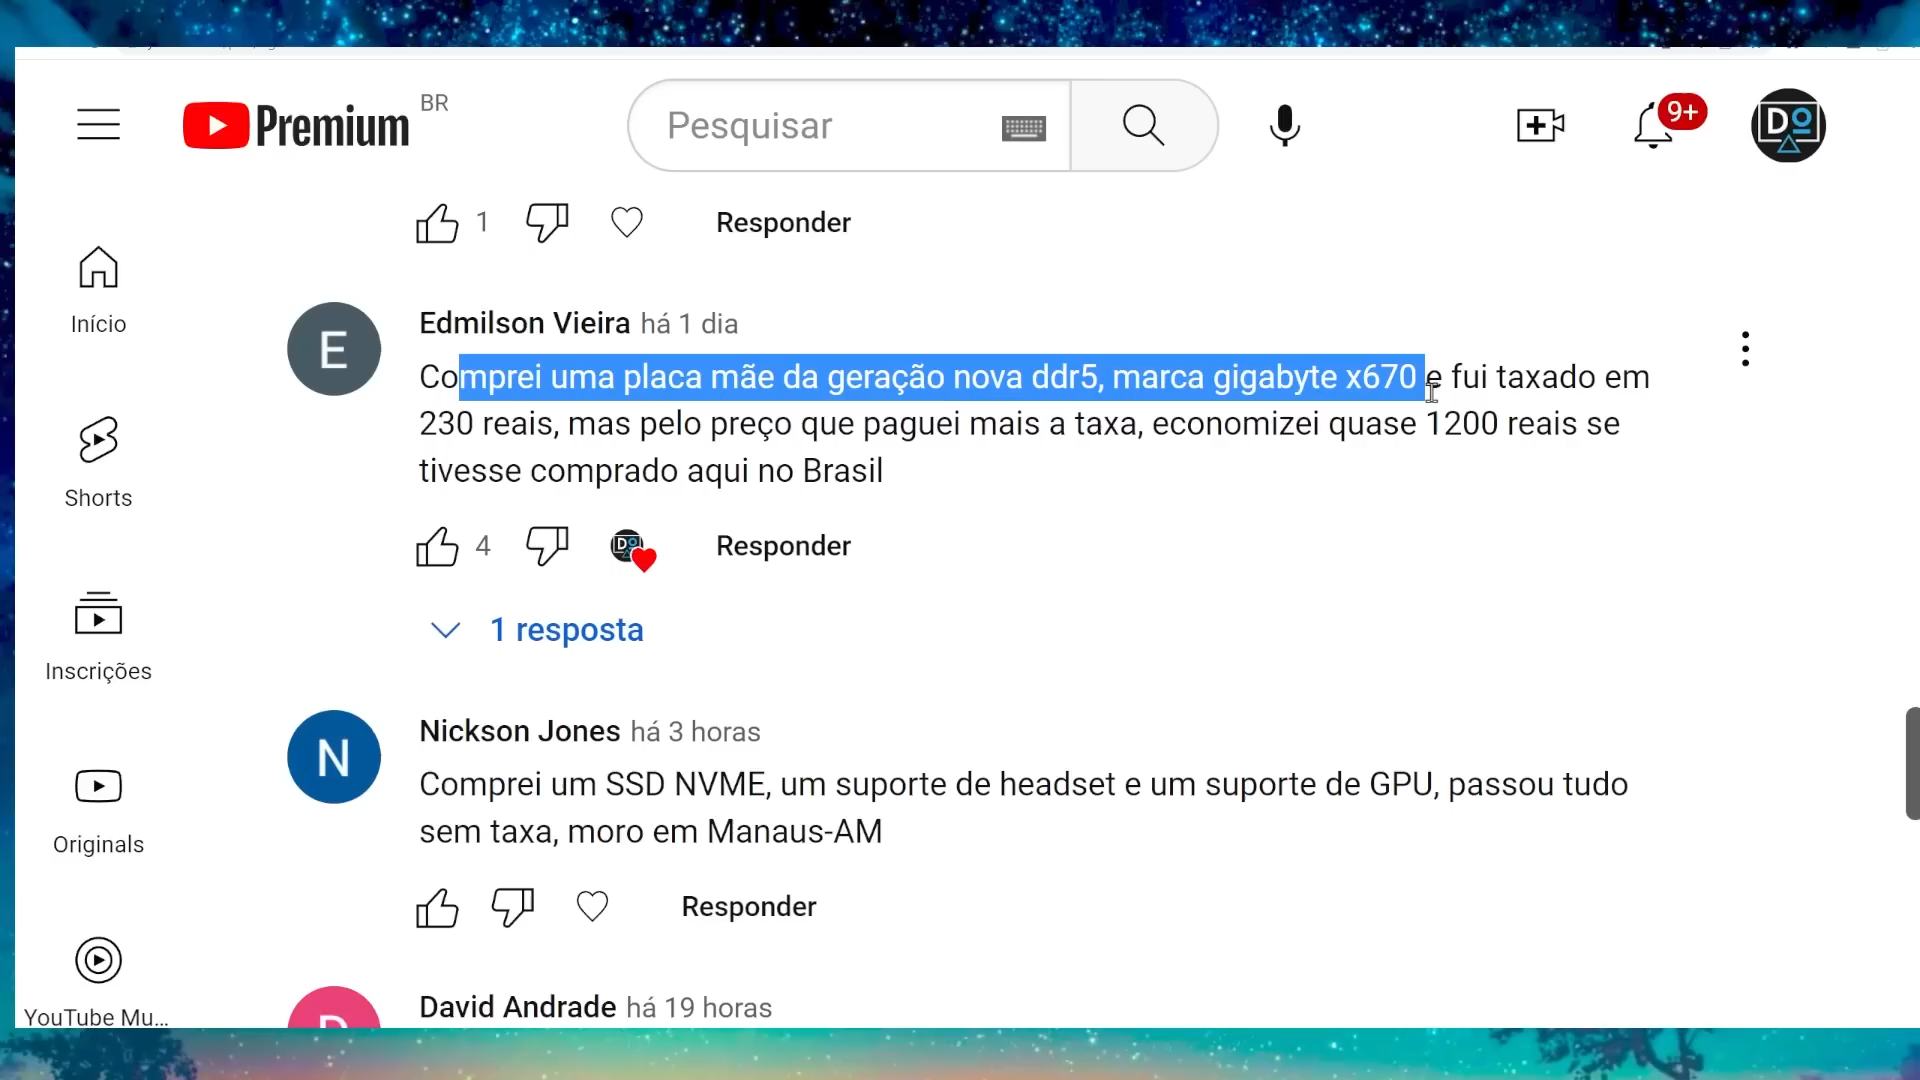 Premium BR
Pesquisar
9+
DO
1
Responder
Início
Edmilson Vieira há 1 dia
E
Comprei uma placa mãe da geração nova ddr5, marca gigabyte x670 e fui taxado em
230 reais, mas pelo preço que paguei mais a taxa, economizei quase 1200 reais se
tivesse comprado aqui no Brasil
Shorts
4
DO
Responder
1 resposta
Inscrições
Nickson Jones há 3 horas
N
Comprei um SSD NVME, um suporte de headset e um suporte de GPU, passou tudo
sem taxa, moro em Manaus-AM
Originals
Responder
David Andrade há 19 horas
D
YouTube Mu...